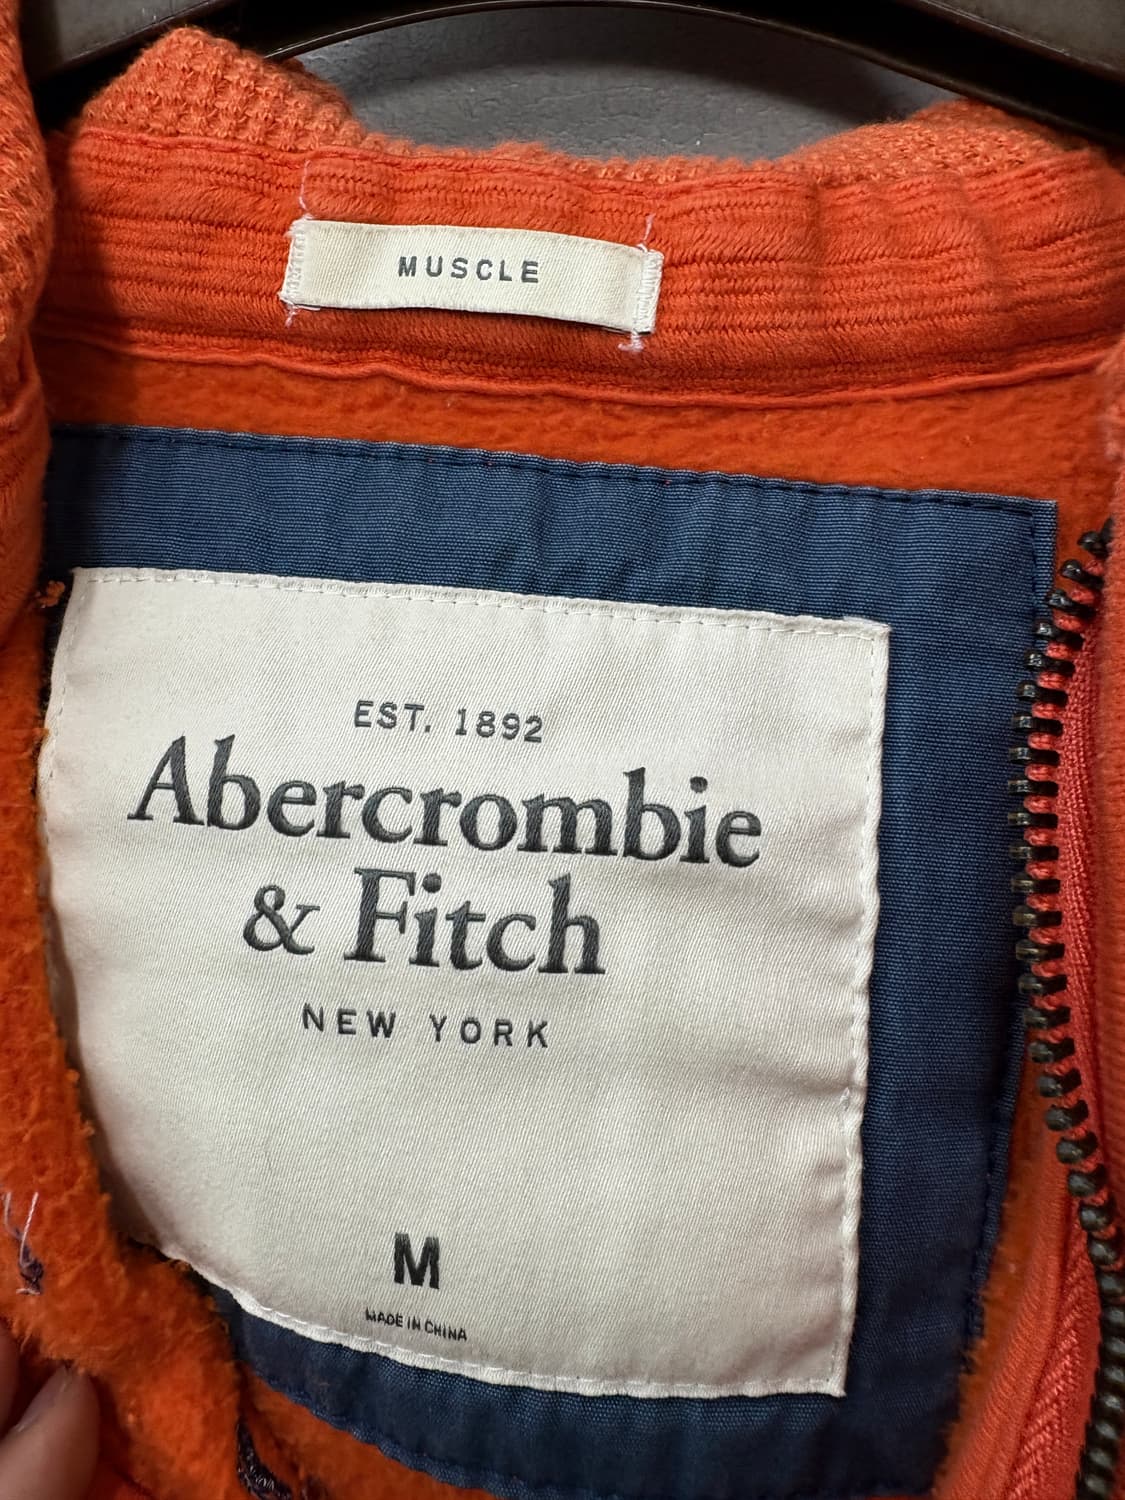 MUSCLE
EST. 1892
Abercrombie
& Fitch
NEW YORK
M
MADE IN CHINA